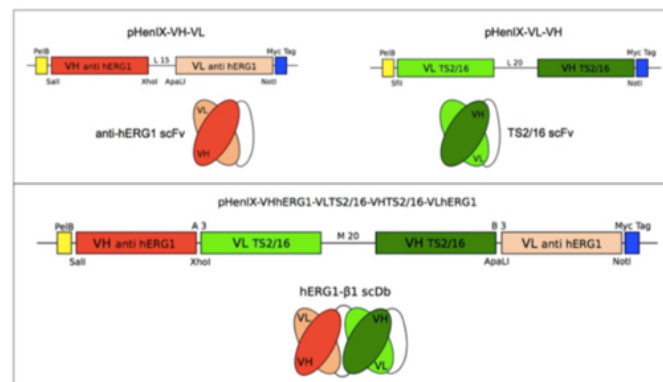 pHenIX-VH-VL
PelB L 15 Myc Tag
VH anti hERG1 VL anti hERG1
SalI XhoI ApaLI NotI
VL
VH
anti-hERG1 scFv
pHenIX-VL-VH
PelB L 20 Myc Tag
VL TS2/16 VH TS2/16
SfiI NotI
VH
VL
TS2/16 scFv
pHenIX-VHhERG1-VLTS2/16-VHTS2/16-VLhERG1
PelB A 3 M 20 B 3 Myc Tag
VH anti hERG1 VL TS2/16 VH TS2/16 VL anti hERG1
SalI XhoI ApaLI NotI
hERG1-β1 scDb
VL VH
VH VL